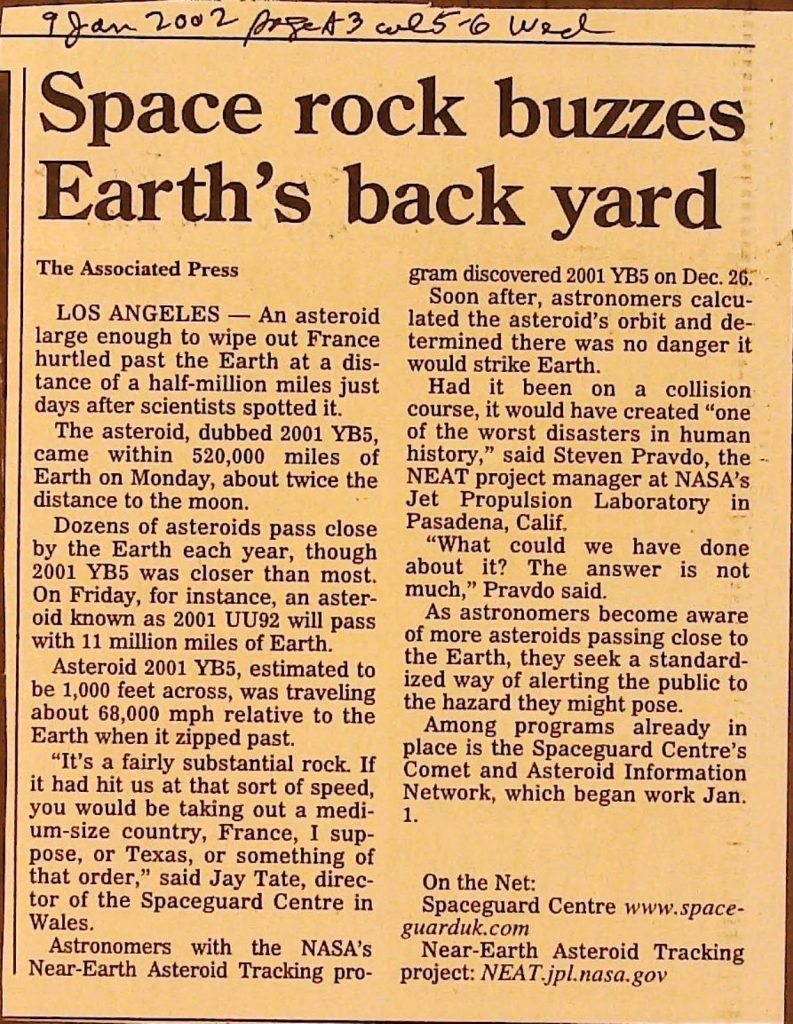 9 Jan 2002 page A3 col 5-6 Wed
Space rock buzzes
Earth's back yard
The Associated Press
LOS ANGELES — An asteroid
large enough to wipe out France
hurtled past the Earth at a dis-
tance of a half-million miles just
days after scientists spotted it.
The asteroid, dubbed 2001 YB5,
came within 520,000 miles of
Earth on Monday, about twice the
distance to the moon.
Dozens of asteroids pass close
by the Earth each year, though
2001 YB5 was closer than most.
On Friday, for instance, an aster-
oid known as 2001 UU92 will pass
with 11 million miles of Earth.
Asteroid 2001 YB5, estimated to
be 1,000 feet across, was traveling
about 68,000 mph relative to the
Earth when it zipped past.
"It's a fairly substantial rock. If
it had hit us at that sort of speed,
you would be taking out a medi-
um-size country, France, I sup-
pose, or Texas, or something of
that order," said Jay Tate, direc-
tor of the Spaceguard Centre in
Wales.
Astronomers with the NASA's
Near-Earth Asteroid Tracking pro-
gram discovered 2001 YB5 on Dec. 26.
Soon after, astronomers calcu-
lated the asteroid's orbit and de-
termined there was no danger it
would strike Earth.
Had it been on a collision
course, it would have created "one
of the worst disasters in human
history," said Steven Pravdo, the
NEAT project manager at NASA's
Jet Propulsion Laboratory in
Pasadena, Calif.
"What could we have done
about it? The answer is not
much," Pravdo said.
As astronomers become aware
of more asteroids passing close to
the Earth, they seek a standard-
ized way of alerting the public to
the hazard they might pose.
Among programs already in
place is the Spaceguard Centre's
Comet and Asteroid Information
Network, which began work Jan.
1.
On the Net:
Spaceguard Centre www.space-
guarduk.com
Near-Earth Asteroid Tracking
project: NEAT.jpl.nasa.gov